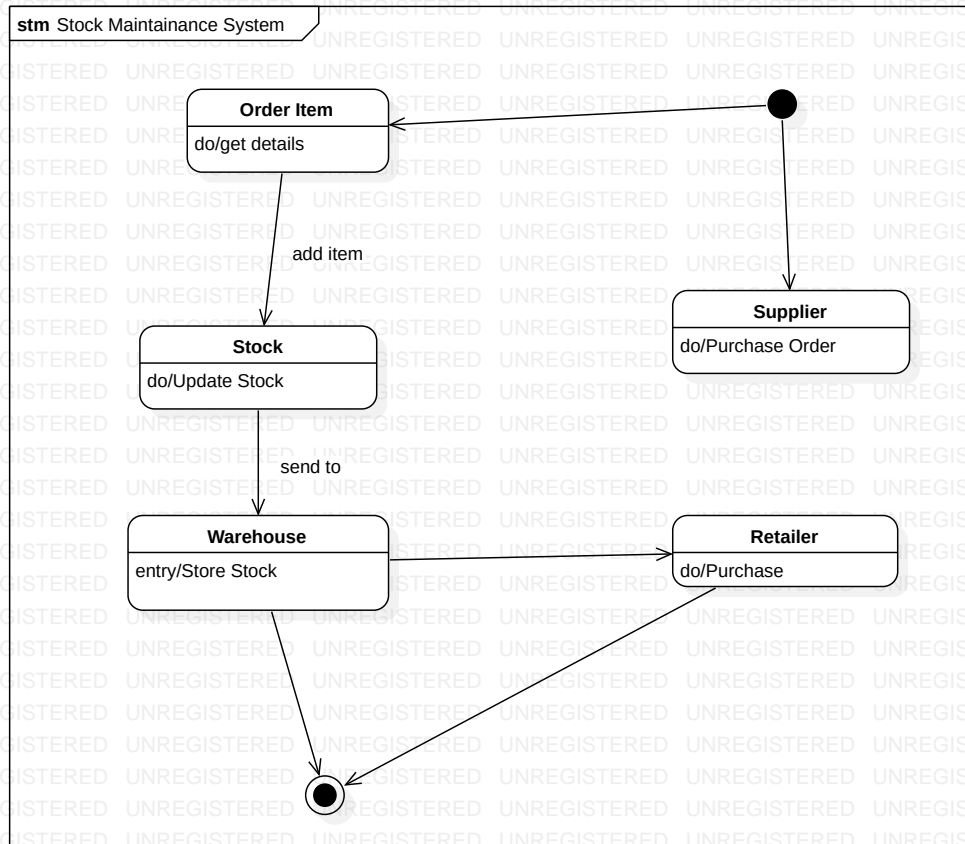 stm Stock Maintainance System
Order Item
do/get details
add item
Supplier
do/Purchase Order
Stock
do/Update Stock
send to
Warehouse
entry/Store Stock
Retailer
do/Purchase
UNREGISTERED